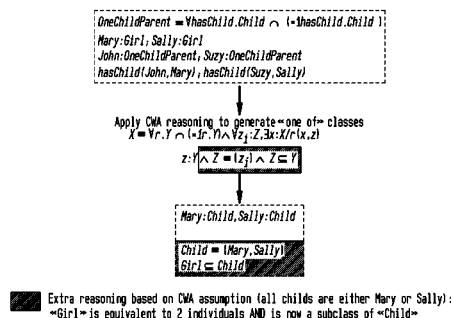 OneChildParent ≡ ∀hasChild.Child ∩ (=1hasChild.Child )
Mary:Girl; Sally:Girl
John:OneChildParent, Suzy:OneChildParent
hasChild(John,Mary); hasChild(Suzy,Sally)
Apply CWA reasoning to generate «one of» classes
X ≡ ∀r.Y ∩ (=1r.Y) ∧ ∀zi:Z,∃x:X/r(x,z)
z:Y ∧ Z ≡ {zi} ∧ Z ⊆ Y
Mary:Child, Sally:Child
Child ≡ {Mary,Sally}
Girl ⊆ Child
Extra reasoning based on CWA assumption (all childs are either Mary or Sally):
«Girl» is equivalent to 2 individuals AND is now a subclass of «Child»